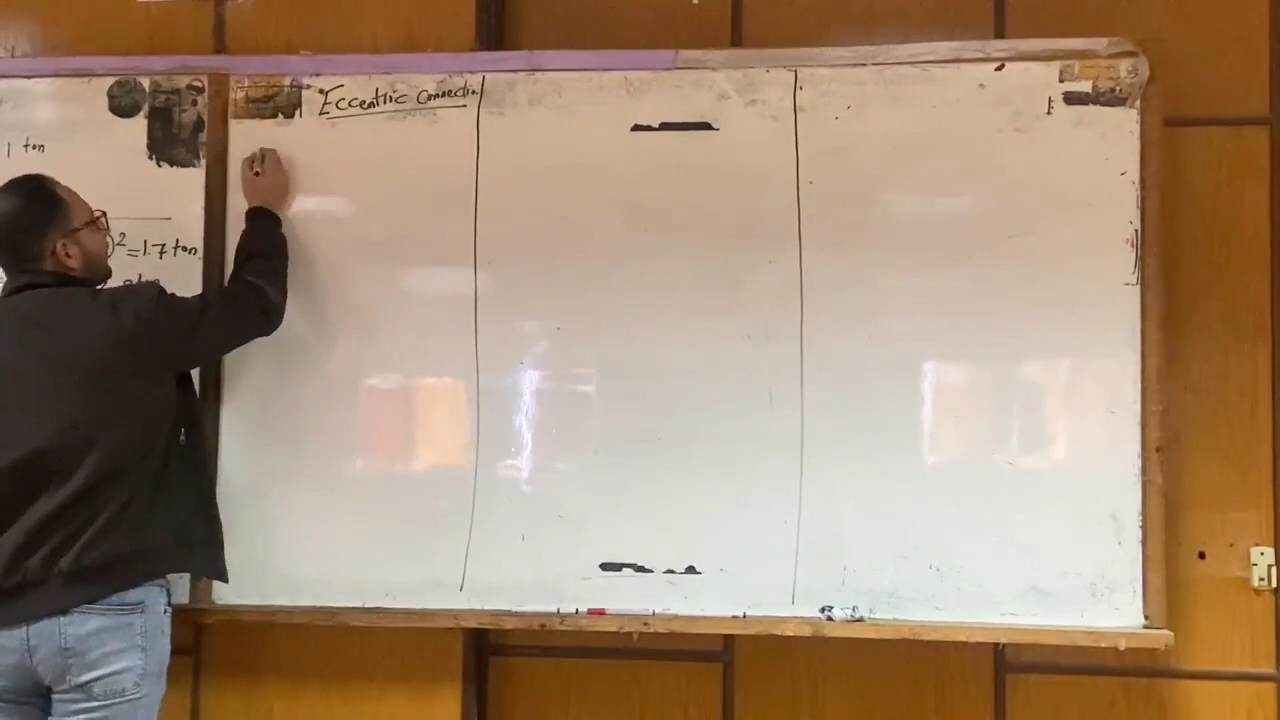 1 ton
)² = 1.7 ton
Eccentric Connectio